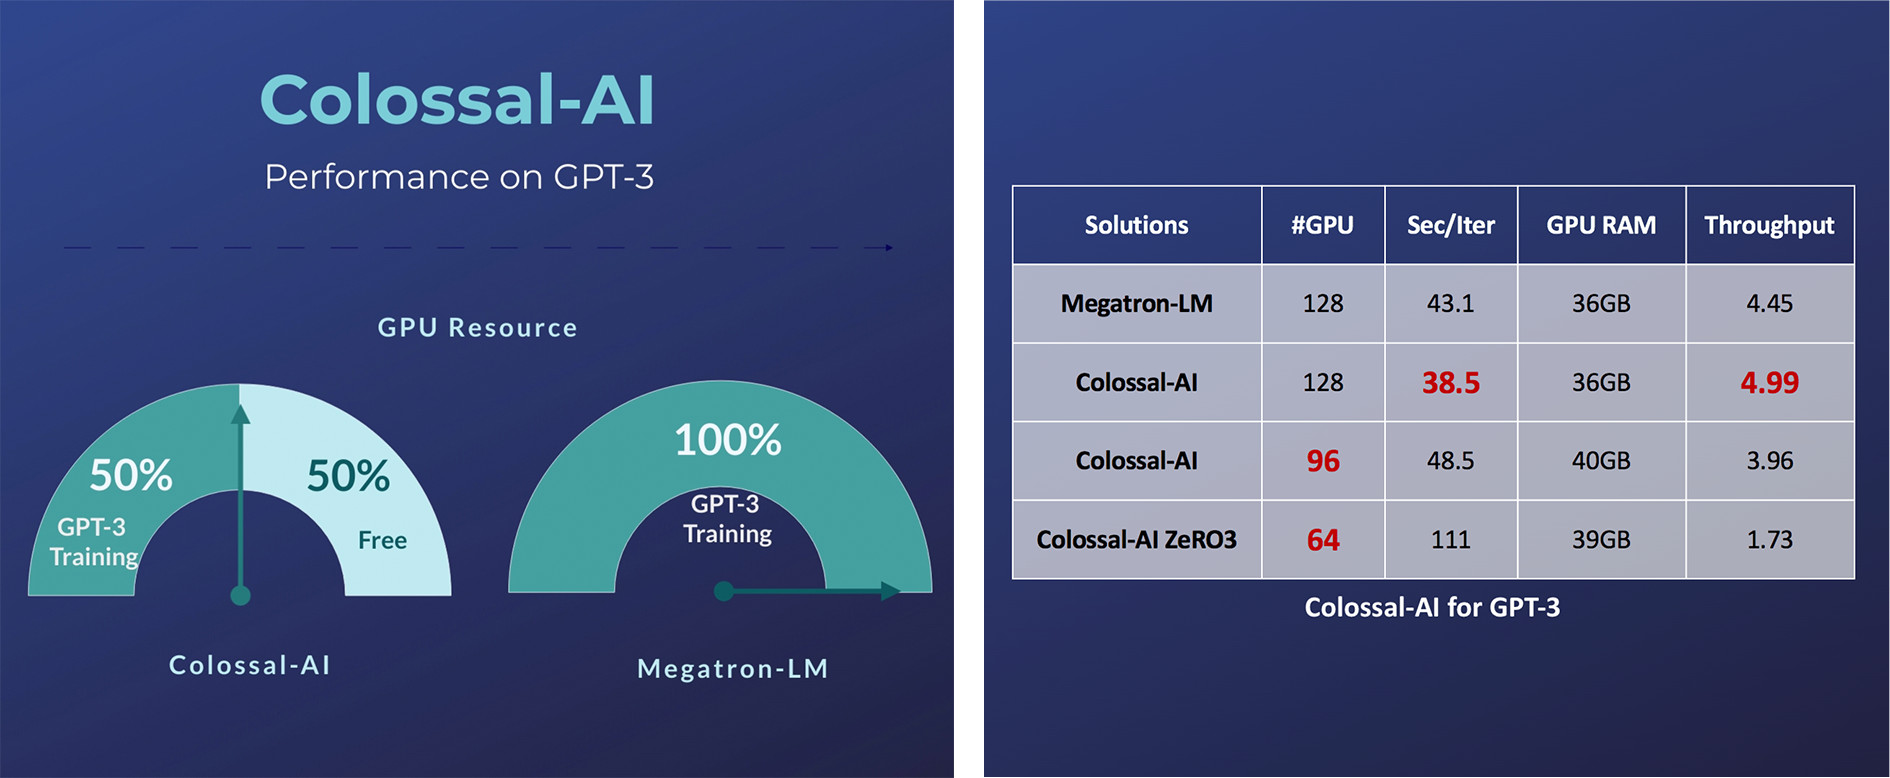 Colossal-AI
Performance on GPT-3
GPU Resource
50%
GPT-3
Training
50%
Free
Colossal-AI
100%
GPT-3
Training
Megatron-LM
Solutions #GPU Sec/Iter GPU RAM Throughput
Megatron-LM 128 43.1 36GB 4.45
Colossal-AI 128 38.5 36GB 4.99
Colossal-AI 96 48.5 40GB 3.96
Colossal-AI ZeRO3 64 111 39GB 1.73
Colossal-AI for GPT-3